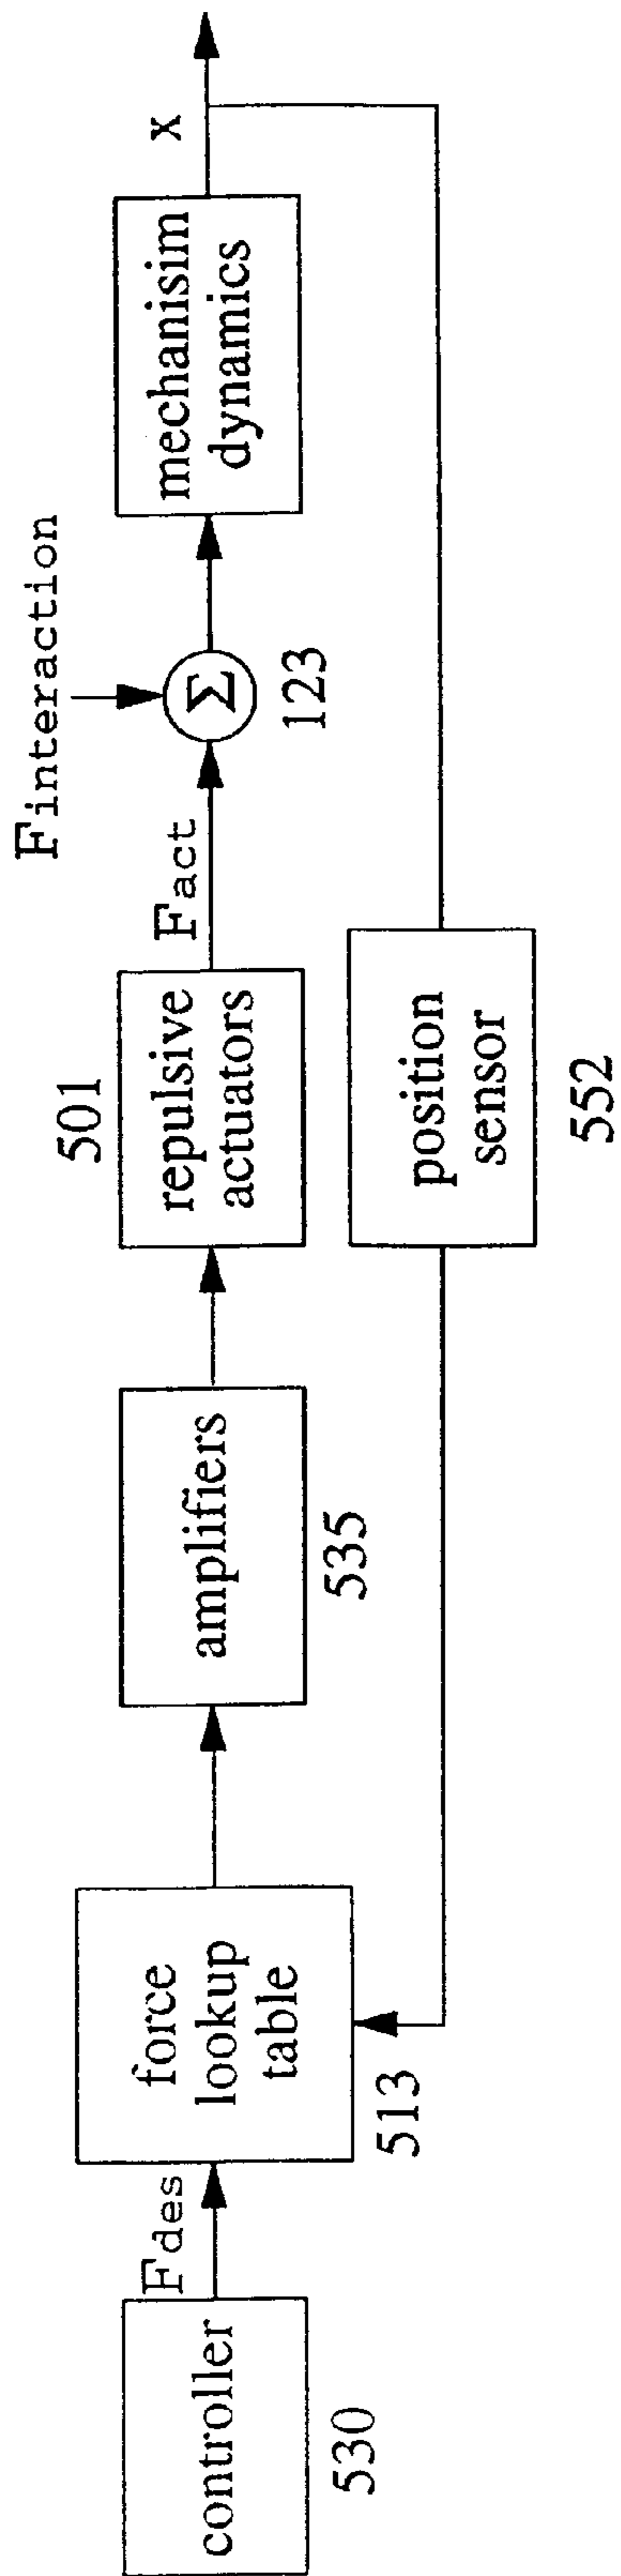 controller
530
Fdes
force
lookup
table
513
amplifiers
535
501
repulsive
actuators
Fact
Finteraction
Σ
123
mechanisim
dynamics
x
position
sensor
552